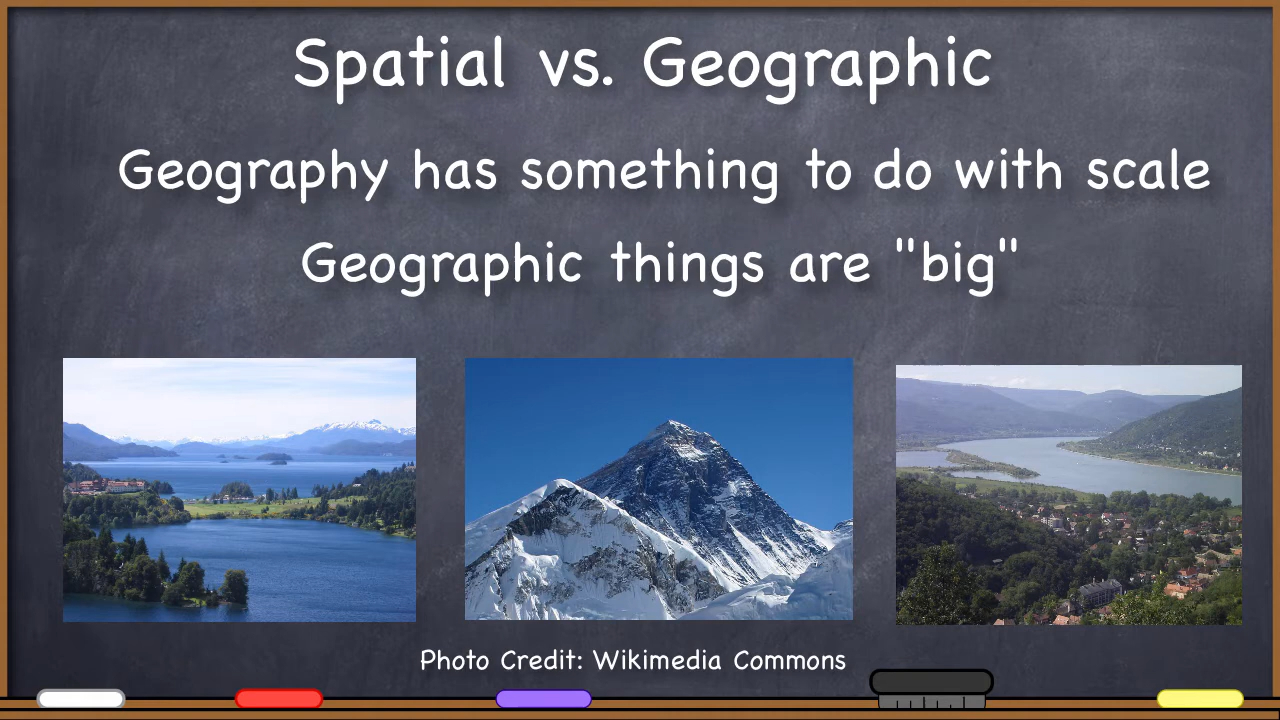 Spatial vs. Geographic
Geography has something to do with scale
Geographic things are "big"
Photo Credit: Wikimedia Commons